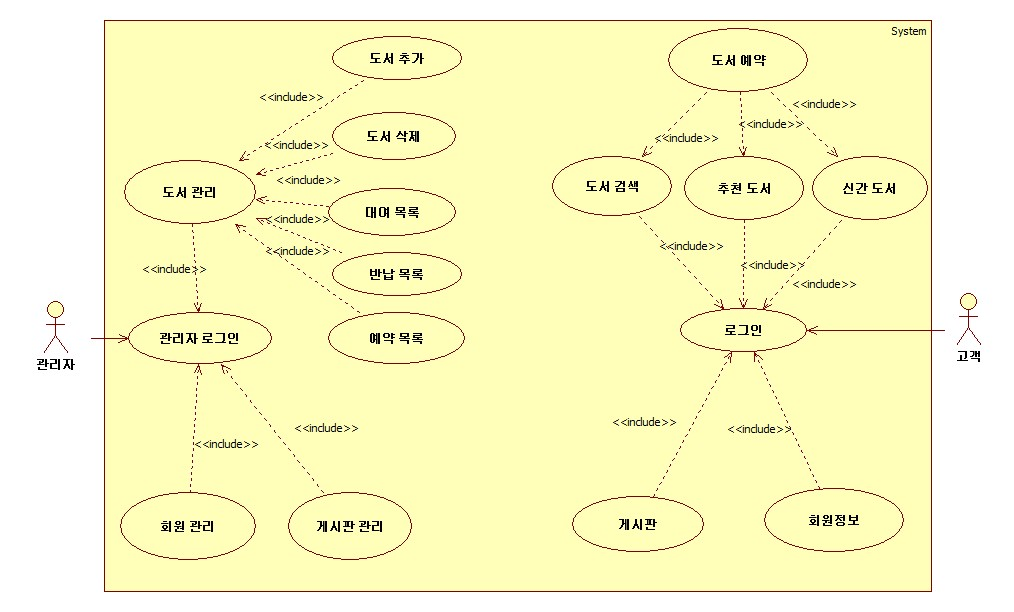 System
도서 추가
<<include>>
도서 삭제
<<include>>
<<include>>
도서 관리
대여 목록
<<include>>
<<include>>
반납 목록
<<include>>
관리자 로그인
예약 목록
관리자
<<include>>
<<include>>
회원 관리
게시판 관리
도서 예약
<<include>>
<<include>>
<<include>>
도서 검색
추천 도서
신간 도서
<<include>>
<<include>>
<<include>>
로그인
고객
<<include>>
<<include>>
게시판
회원정보